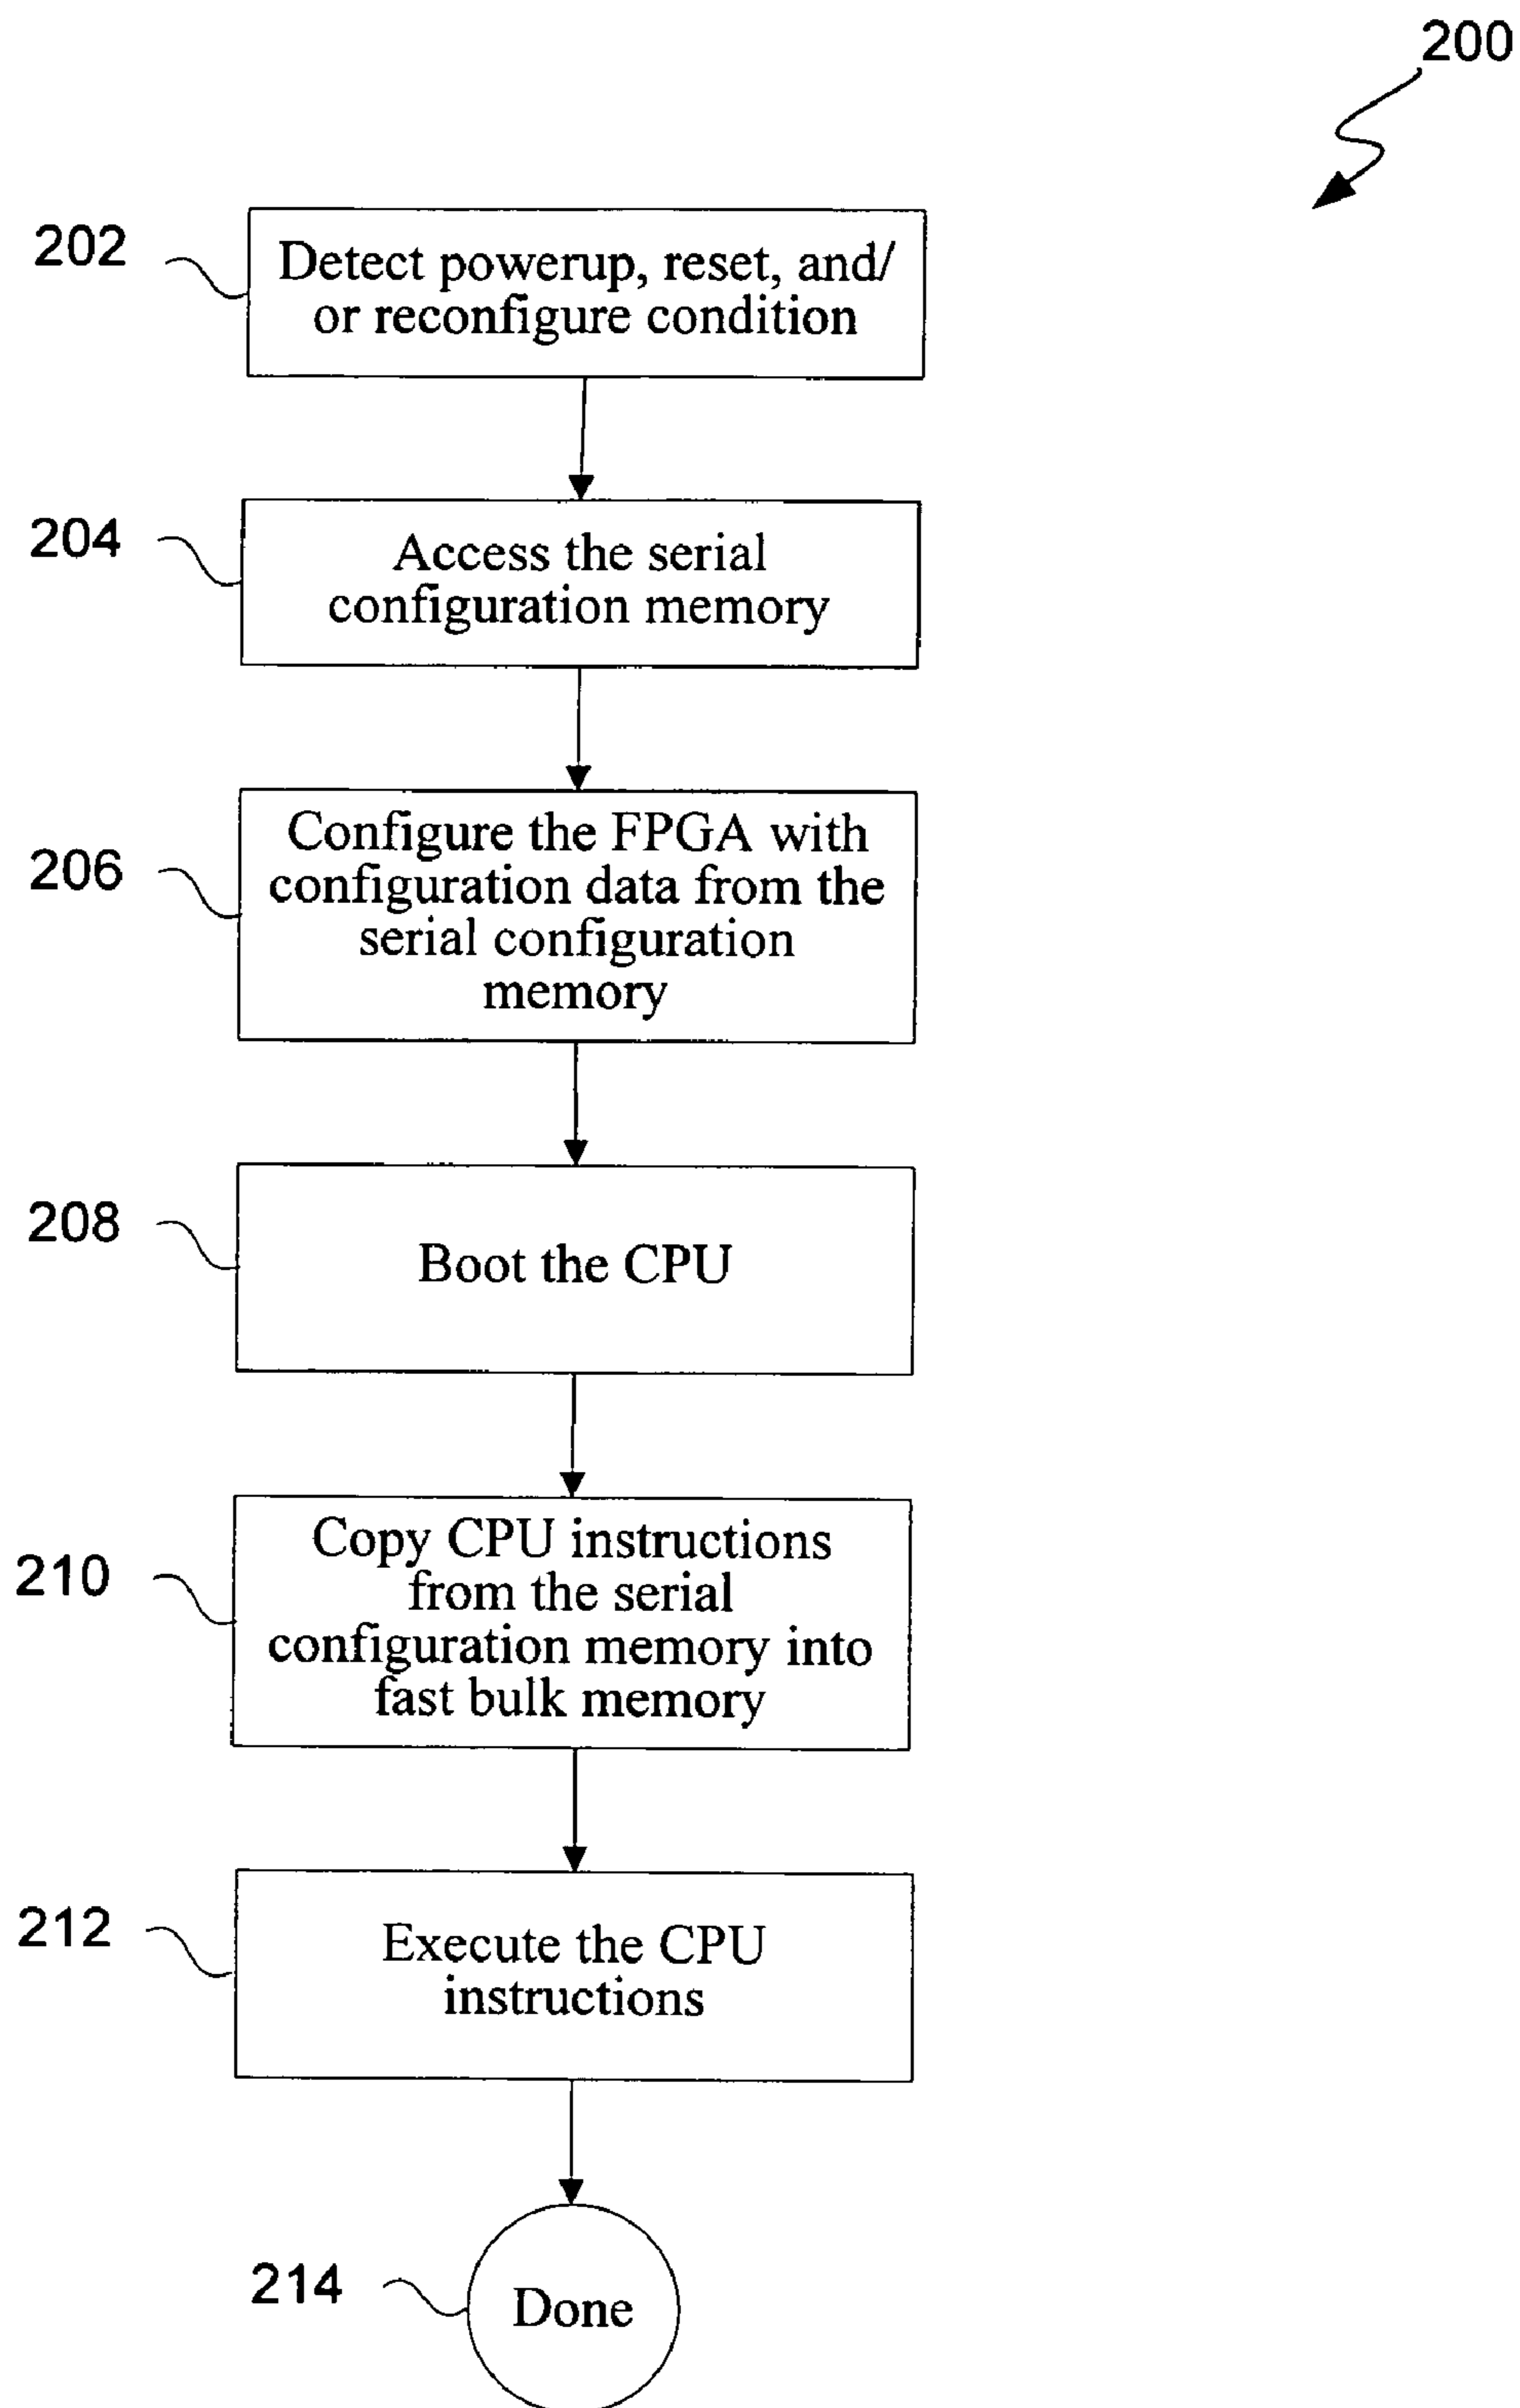 200
202
Detect powerup, reset, and/
or reconfigure condition
204
Access the serial
configuration memory
206
Configure the FPGA with
configuration data from the
serial configuration
memory
208
Boot the CPU
210
Copy CPU instructions
from the serial
configuration memory into
fast bulk memory
212
Execute the CPU
instructions
214
Done